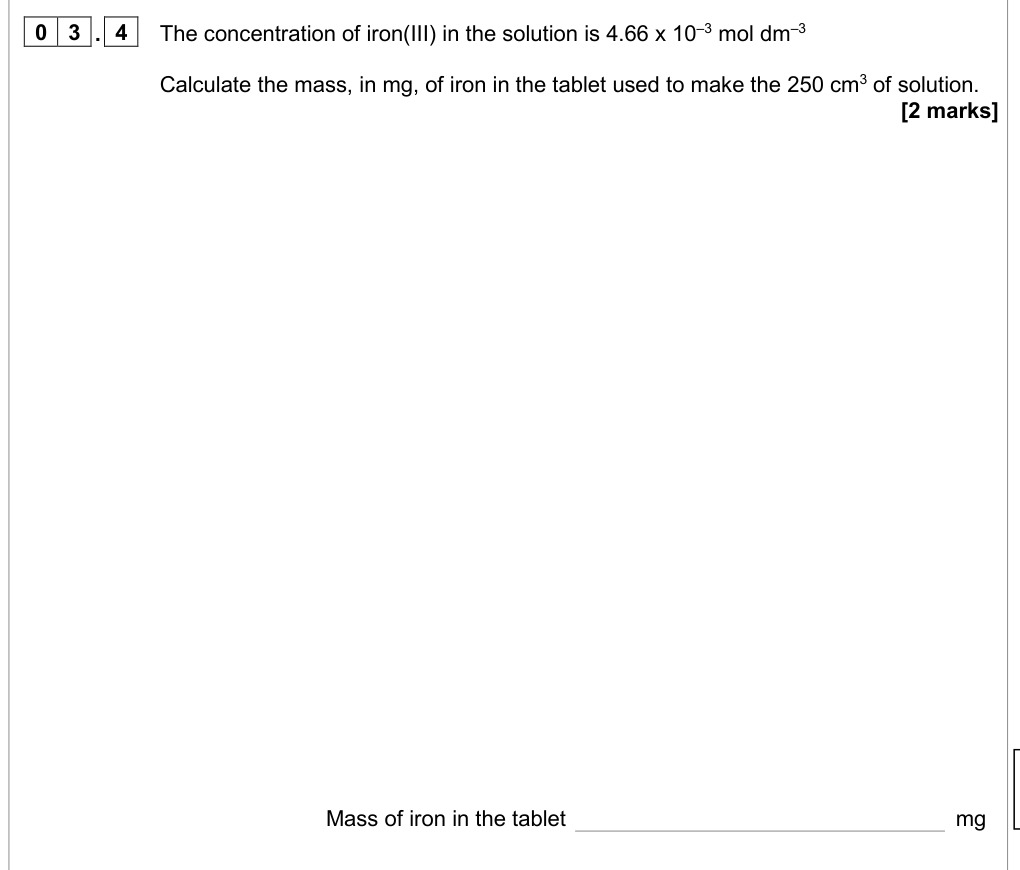 0 3 . 4 The concentration of iron(III) in the solution is 4.66 x 10⁻³ mol dm⁻³
Calculate the mass, in mg, of iron in the tablet used to make the 250 cm³ of solution.
[2 marks]
Mass of iron in the tablet ______________________________ mg